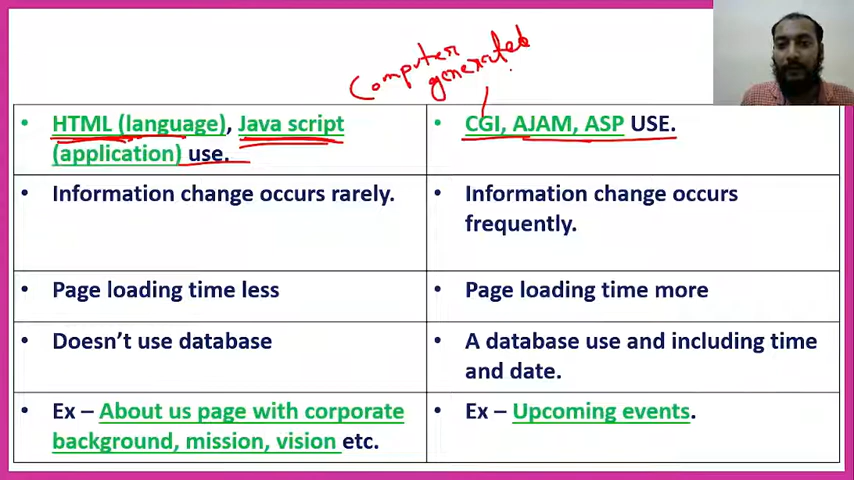 Computer
generated
• HTML (language), Java script
(application) use.
• CGI, AJAM, ASP USE.
• Information change occurs rarely.
• Information change occurs
frequently.
• Page loading time less
• Page loading time more
• Doesn't use database
• A database use and including time
and date.
• Ex – About us page with corporate
background, mission, vision etc.
• Ex – Upcoming events.